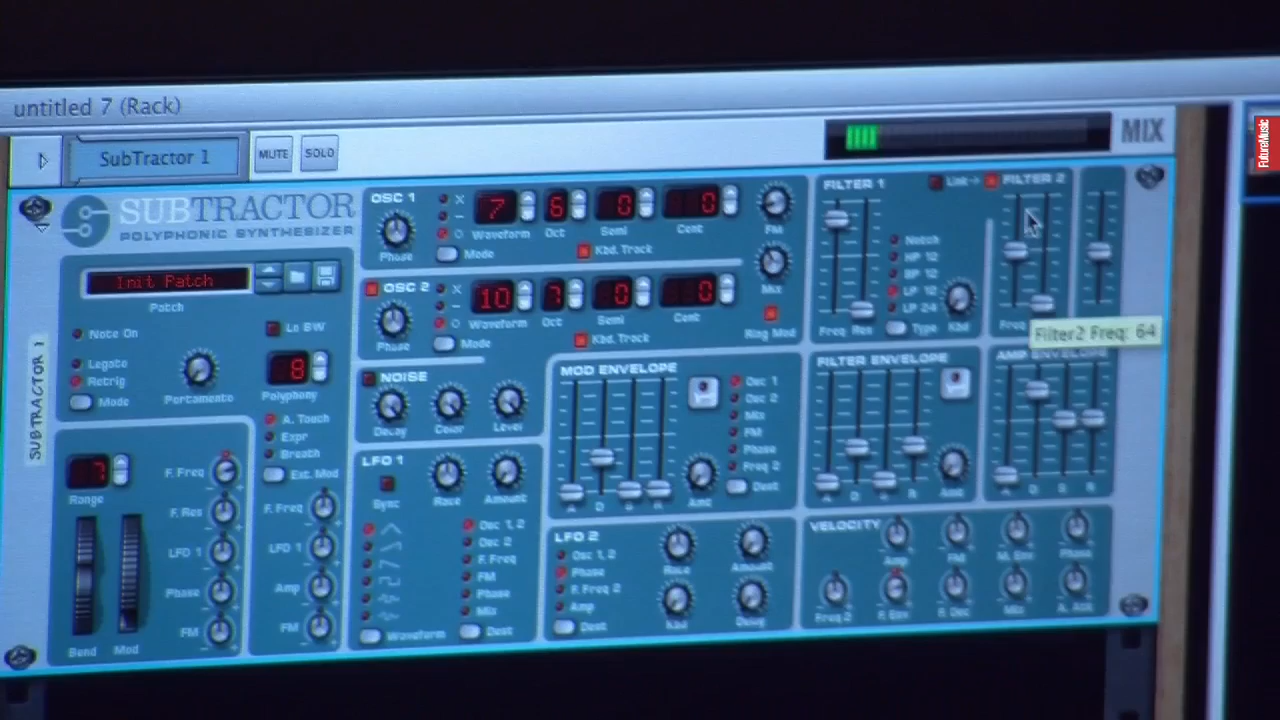 untitled 7 (Rack)
SubTractor 1
MUTE
SOLO
MIX
FutureMusic
SUBTRACTOR
POLYPHONIC SYNTHESIZER
Init Patch
Patch
Note On
Legato
Retrig
Mode
Portamento
Lo BW
8
Polyphony
A. Touch
Expr
Breath
Ext. Mod
SUBTRACTOR 1
7
Range
F. Freq
F. Res
LFO 1
Phase
FM
Bend
Mod
F. Freq
LFO 1
Amp
FM
OSC 1
Phase
X
-
O
Mode
7
Waveform
6
Oct
0
Semi
0
Cent
Kbd. Track
FM
OSC 2
Phase
X
-
O
Mode
10
Waveform
7
Oct
0
Semi
0
Cent
Kbd. Track
Mix
Ring Mod
NOISE
Decay
Color
Level
LFO 1
Sync
Rate
Amount
Osc 1,2
Osc 2
F. Freq
FM
Phase
Mix
Waveform
Dest
MOD ENVELOPE
A D S R
Amt
Osc 1
Osc 2
Mix
FM
Phase
Freq 2
Dest
LFO 2
Osc 1,2
Phase
F. Freq 2
Amp
Dest
Rate
Amount
Kbd
Delay
FILTER 1
Link
FILTER 2
Freq
Res
Notch
HP 12
BP 12
LP 12
LP 24
Type
Kbd
Freq
Filter2 Freq: 64
FILTER ENVELOPE
A D S R
Amt
AMP ENVELOPE
A D S R
VELOCITY
Amp
FM
M. Env
Phase
Freq 2
F. Env
F. Dec
Mix
A. Atk